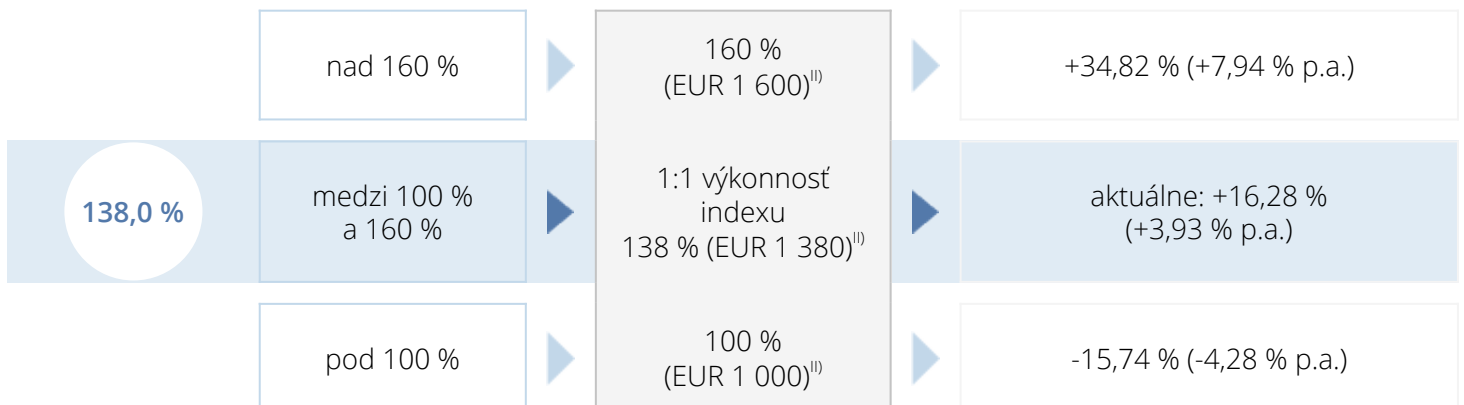 nad 160 %
160 %
(EUR 1 600)II)
+34,82 % (+7,94 % p.a.)
138,0 %
medzi 100 %
a 160 %
1:1 výkonnosť
indexu
138 % (EUR 1 380)II)
aktuálne: +16,28 %
(+3,93 % p.a.)
pod 100 %
100 %
(EUR 1 000)II)
-15,74 % (-4,28 % p.a.)